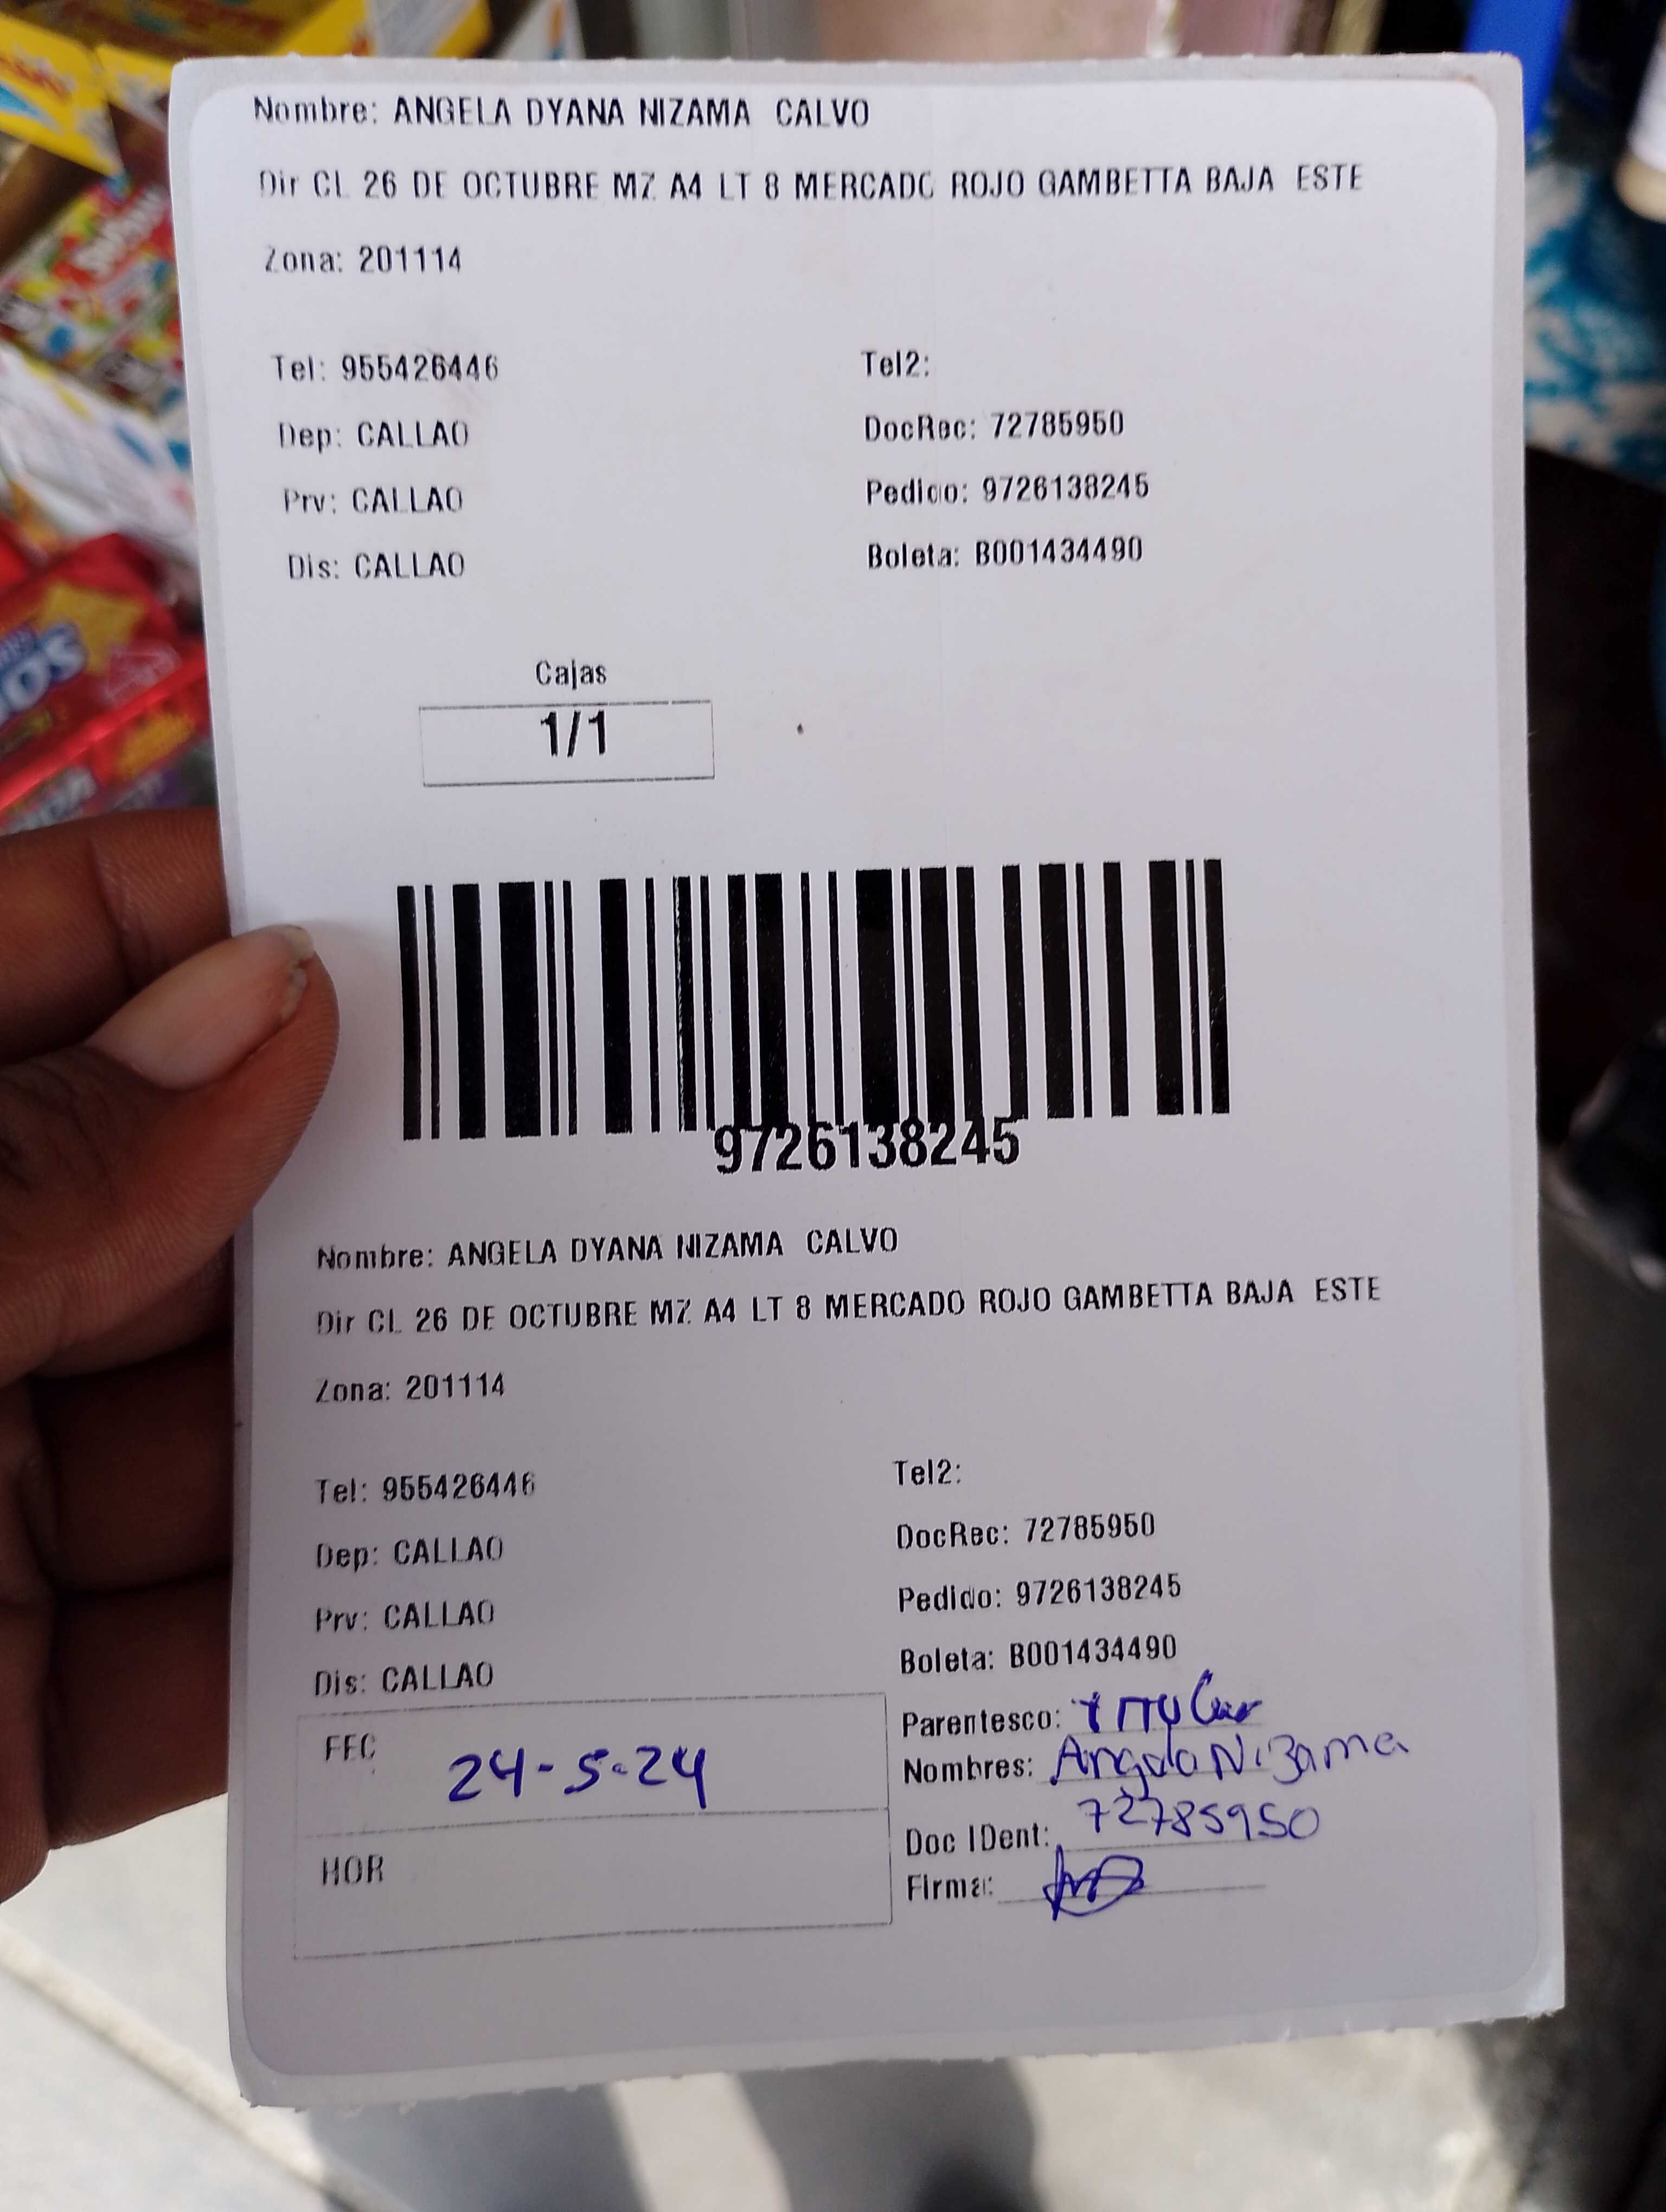 Nombre: ANGELA DYANA NIZAMA CALVO
Dir CL 26 DE OCTUBRE MZ A4 LT 8 MERCADO ROJO GAMBETTA BAJA ESTE
Zona: 201114
Tel: 955426446
Tel2:
Dep: CALLAO
DocRec: 72785950
Prv: CALLAO
Pedido: 9726138245
Dis: CALLAO
Boleta: B001434490
Cajas
1/1
9726138245
Nombre: ANGELA DYANA NIZAMA CALVO
Dir CL 26 DE OCTUBRE MZ A4 LT 8 MERCADO ROJO GAMBETTA BAJA ESTE
Zona: 201114
Tel: 955426446
Tel2:
Dep: CALLAO
DocRec: 72785950
Prv: CALLAO
Pedido: 9726138245
Dis: CALLAO
Boleta: B001434490
FEC 24-5-24
HOR
Parentesco: titular
Nombres: Angela Nizama
Doc IDent: 72785950
Firma: